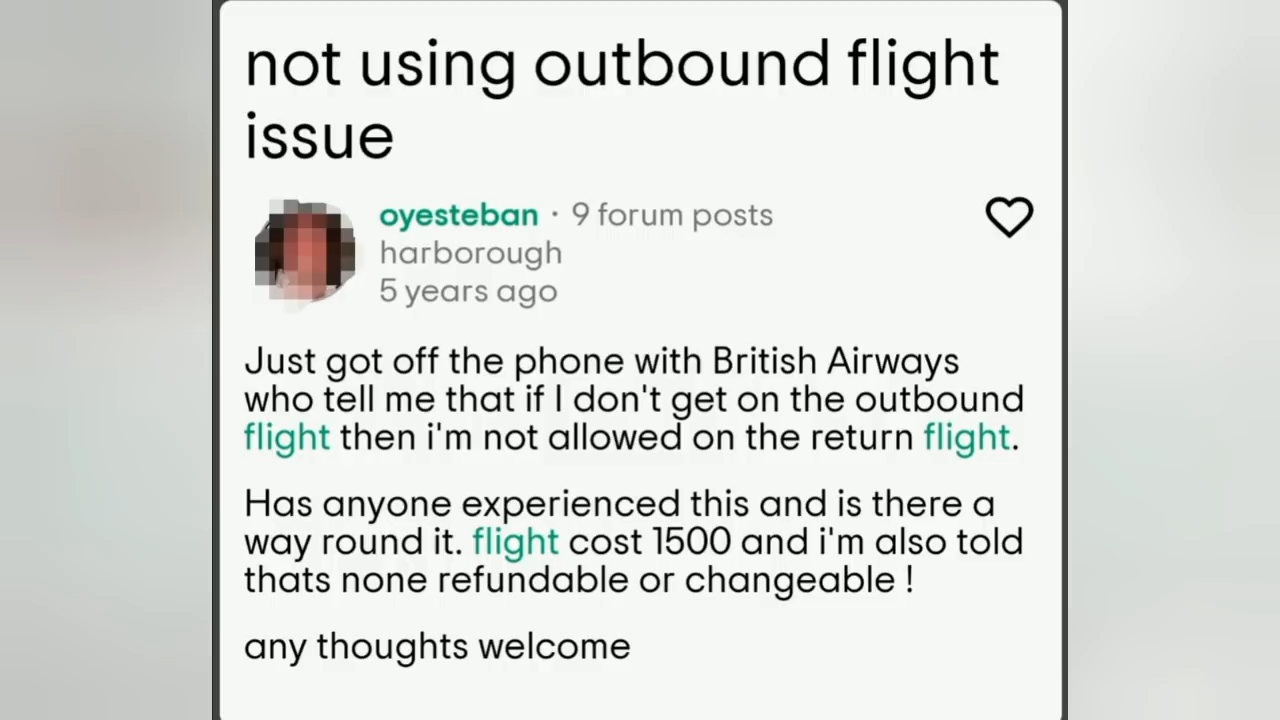 not using outbound flight
issue
oyesteban · 9 forum posts
harborough
5 years ago
Just got off the phone with British Airways
who tell me that if I don't get on the outbound
flight then i'm not allowed on the return flight.
Has anyone experienced this and is there a
way round it. flight cost 1500 and i'm also told
thats none refundable or changeable !
any thoughts welcome